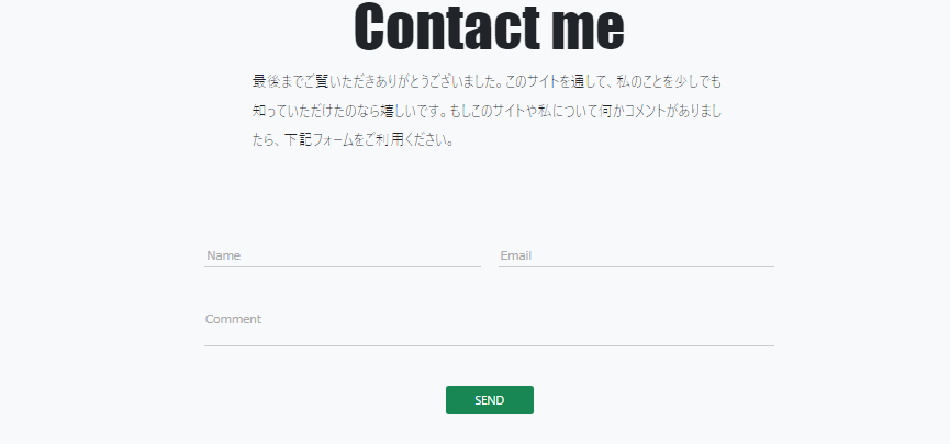 Contact me
最後までご覧いただきありがとうございました。このサイトを通して、私のことを少しでも
知っていただけたのなら嬉しいです。もしこのサイトや私について何かコメントがありまし
たら、下記フォームをご利用ください。
Name Email
Comment
SEND